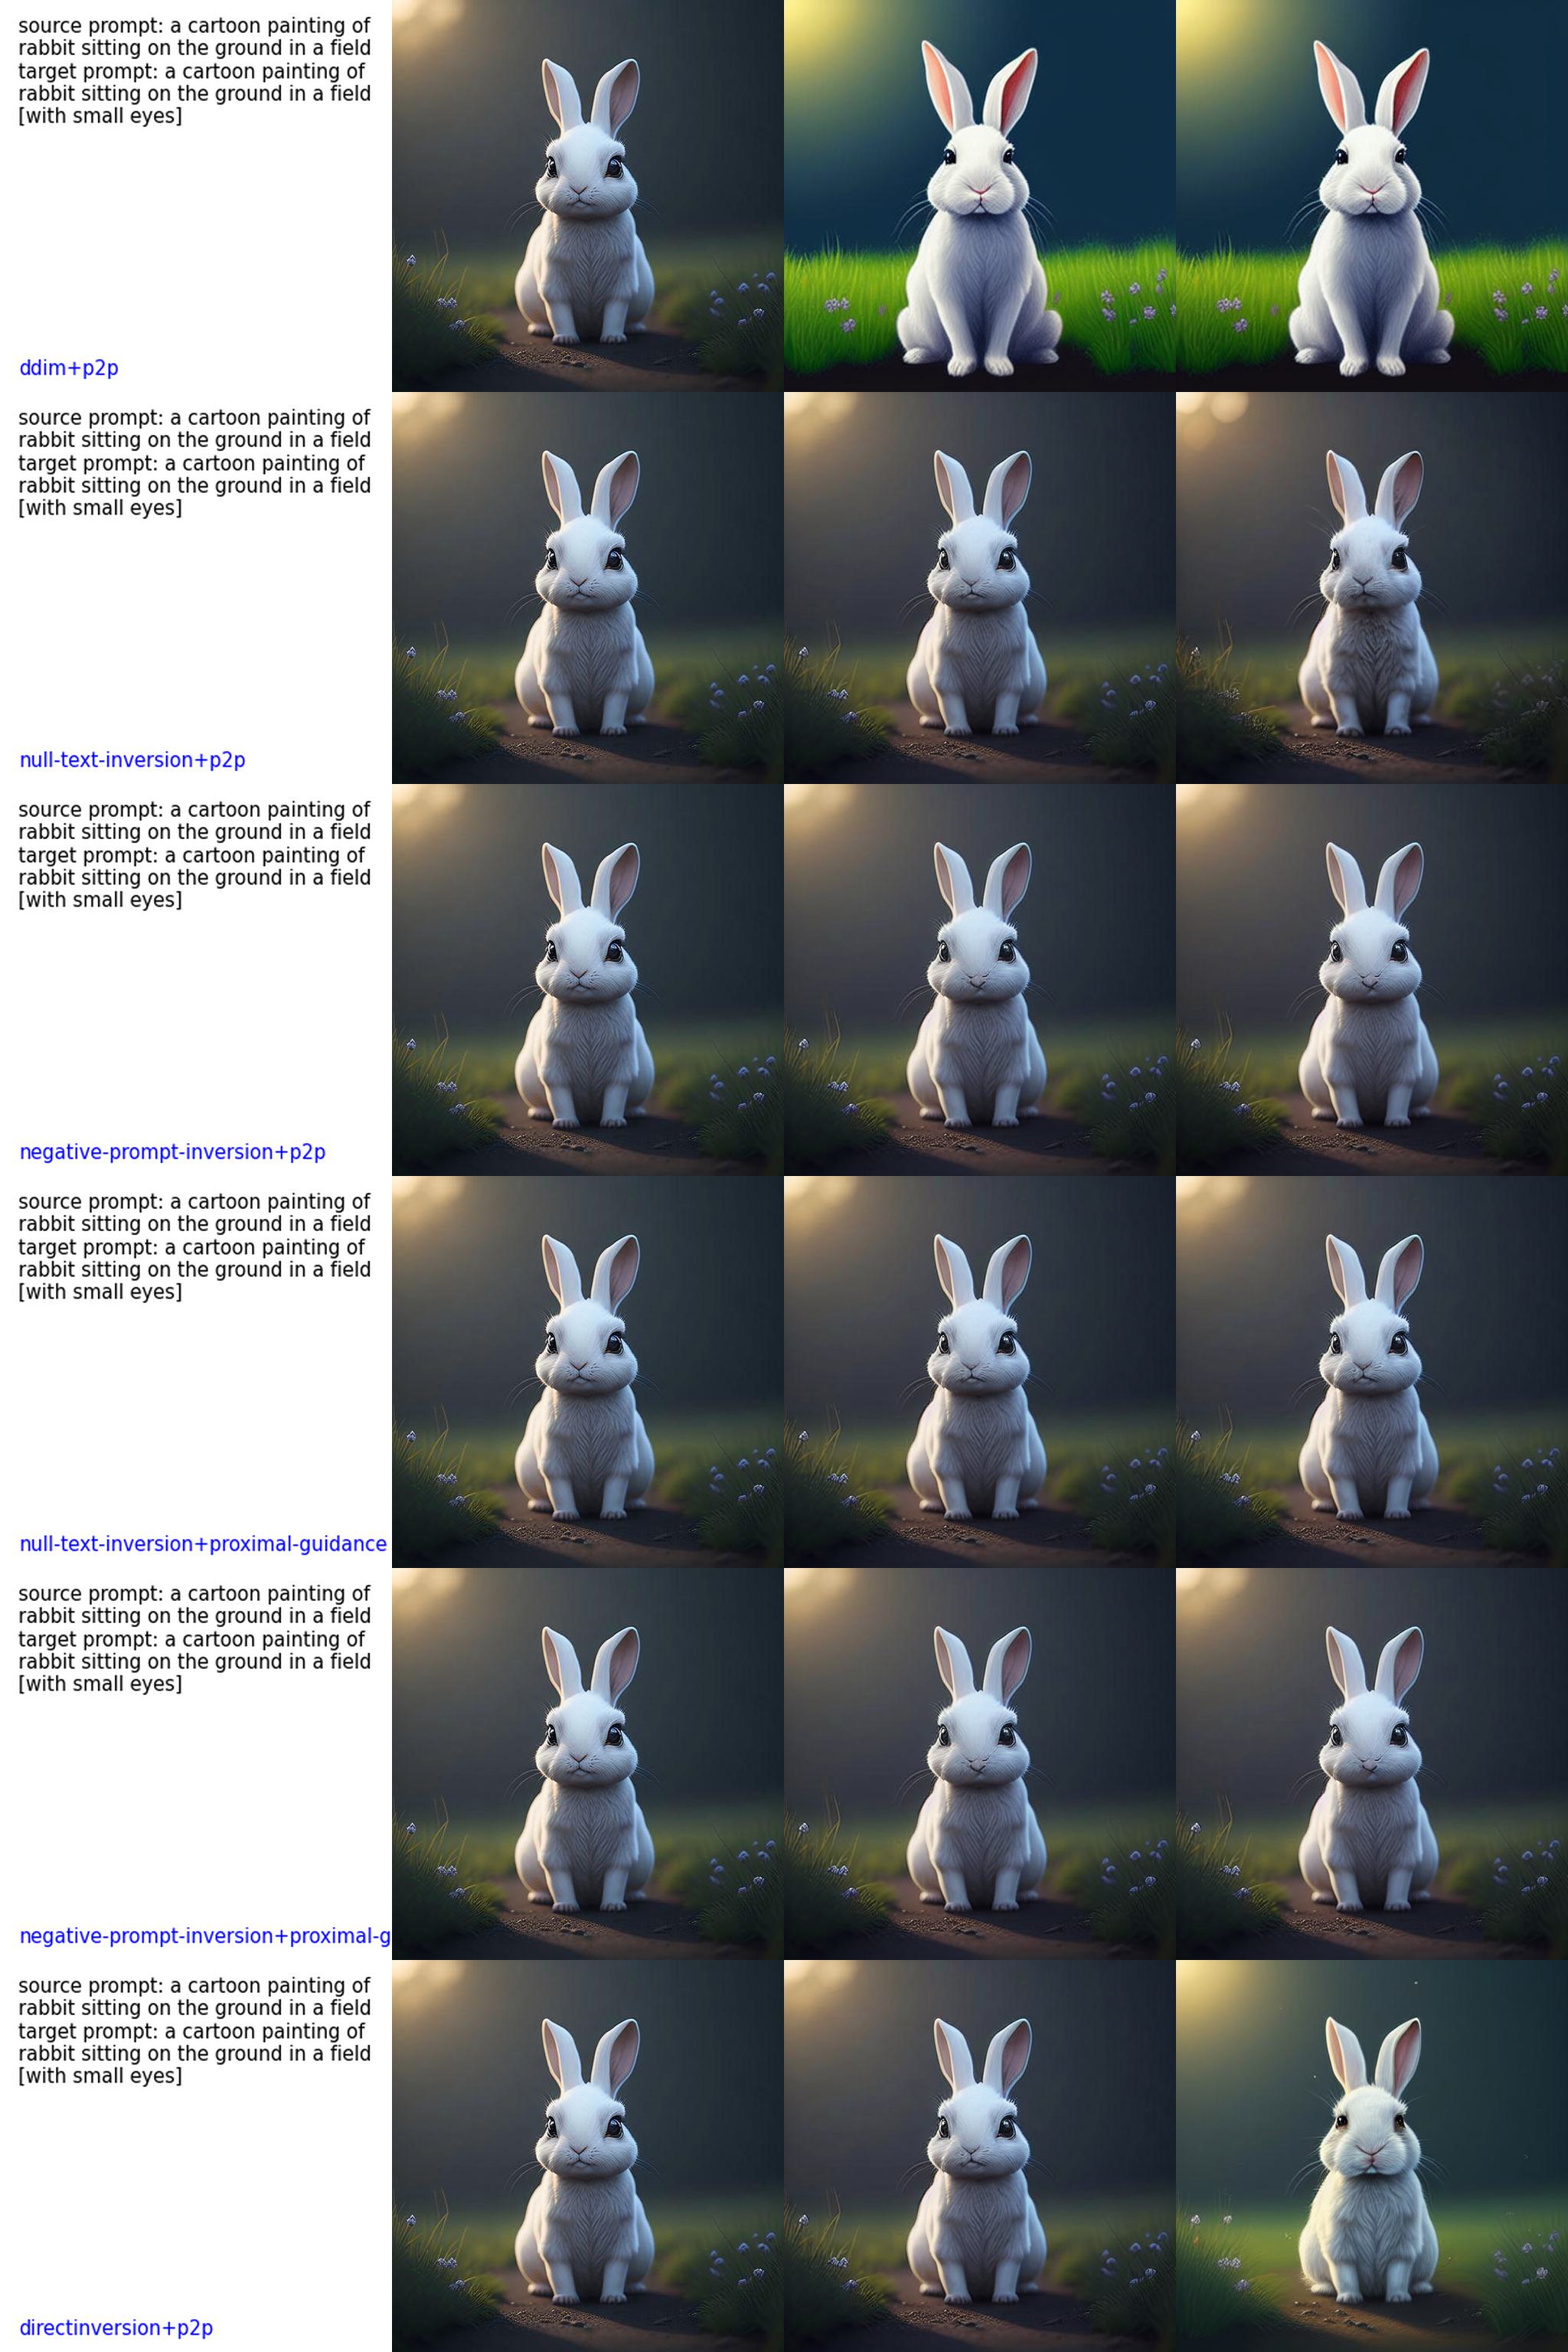 source prompt: a cartoon painting of
rabbit sitting on the ground in a field
target prompt: a cartoon painting of
rabbit sitting on the ground in a field
[with small eyes]
ddim+p2p
source prompt: a cartoon painting of
rabbit sitting on the ground in a field
target prompt: a cartoon painting of
rabbit sitting on the ground in a field
[with small eyes]
null-text-inversion+p2p
source prompt: a cartoon painting of
rabbit sitting on the ground in a field
target prompt: a cartoon painting of
rabbit sitting on the ground in a field
[with small eyes]
negative-prompt-inversion+p2p
source prompt: a cartoon painting of
rabbit sitting on the ground in a field
target prompt: a cartoon painting of
rabbit sitting on the ground in a field
[with small eyes]
null-text-inversion+proximal-guidance
source prompt: a cartoon painting of
rabbit sitting on the ground in a field
target prompt: a cartoon painting of
rabbit sitting on the ground in a field
[with small eyes]
negative-prompt-inversion+proximal-g
source prompt: a cartoon painting of
rabbit sitting on the ground in a field
target prompt: a cartoon painting of
rabbit sitting on the ground in a field
[with small eyes]
directinversion+p2p